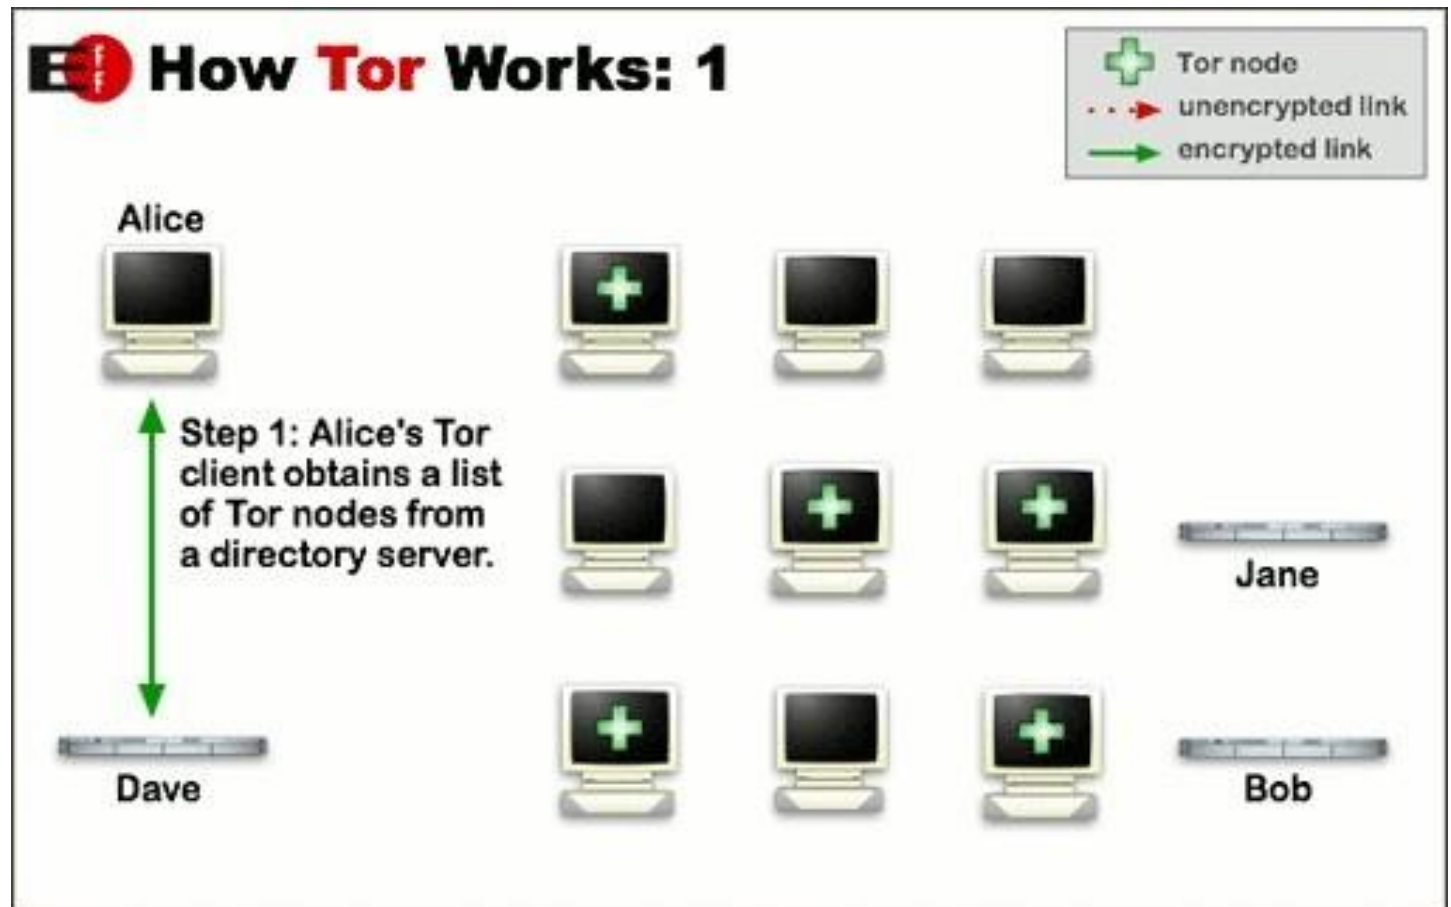 EFF How Tor Works: 1
Tor node
unencrypted link
encrypted link
Alice
Step 1: Alice's Tor
client obtains a list
of Tor nodes from
a directory server.
Jane
Dave
Bob